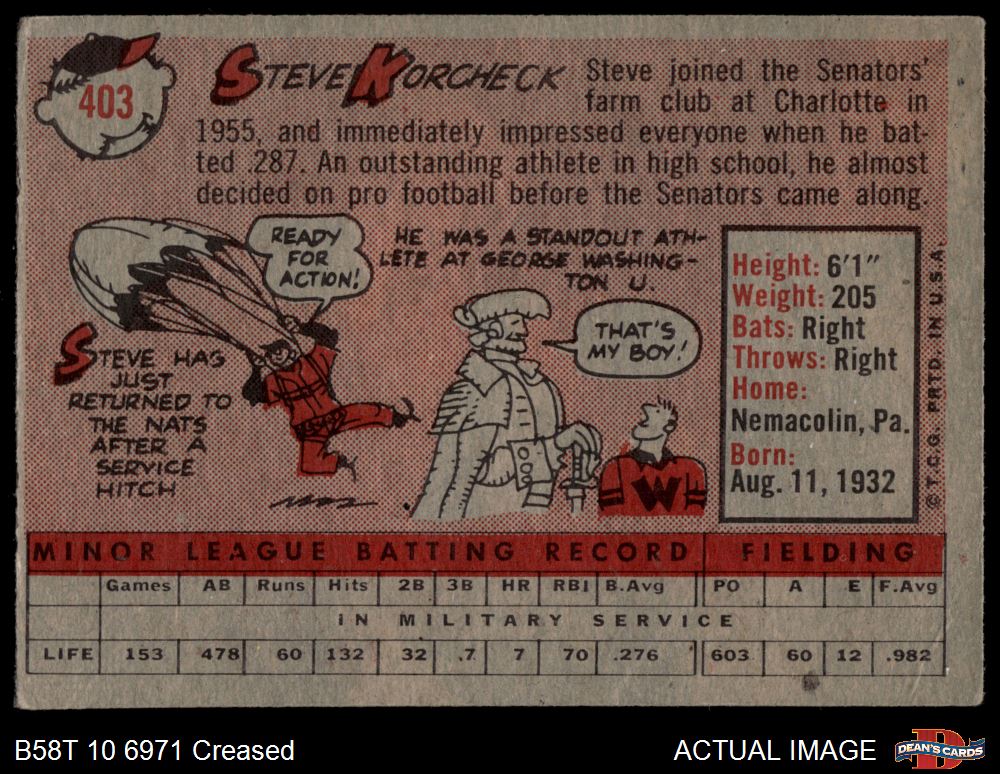 403
STEVE KORCHECK
Steve joined the Senators'
farm club at Charlotte in
1955, and immediately impressed everyone when he bat-
ted .287. An outstanding athlete in high school, he almost
decided on pro football before the Senators came along.
READY
FOR
ACTION!
STEVE HAS
JUST
RETURNED TO
THE NATS
AFTER A
SERVICE
HITCH
HE WAS A STANDOUT ATH-
LETE AT GEORGE WASHING-
TON U.
THAT'S
MY BOY!
W
Height: 6'1"
Weight: 205
Bats: Right
Throws: Right
Home:
Nemacolin, Pa.
Born:
Aug. 11, 1932
© T.C.G. PRTD. IN U.S.A.
MINOR LEAGUE BATTING RECORD FIELDING
Games AB Runs Hits 2B 3B HR RBI B.Avg PO A E F.Avg
IN MILITARY SERVICE
LIFE 153 478 60 132 32 .7 7 70 .276 603 60 12 .982
B58T 10 6971 Creased
ACTUAL IMAGE
D
DEAN'S CARDS